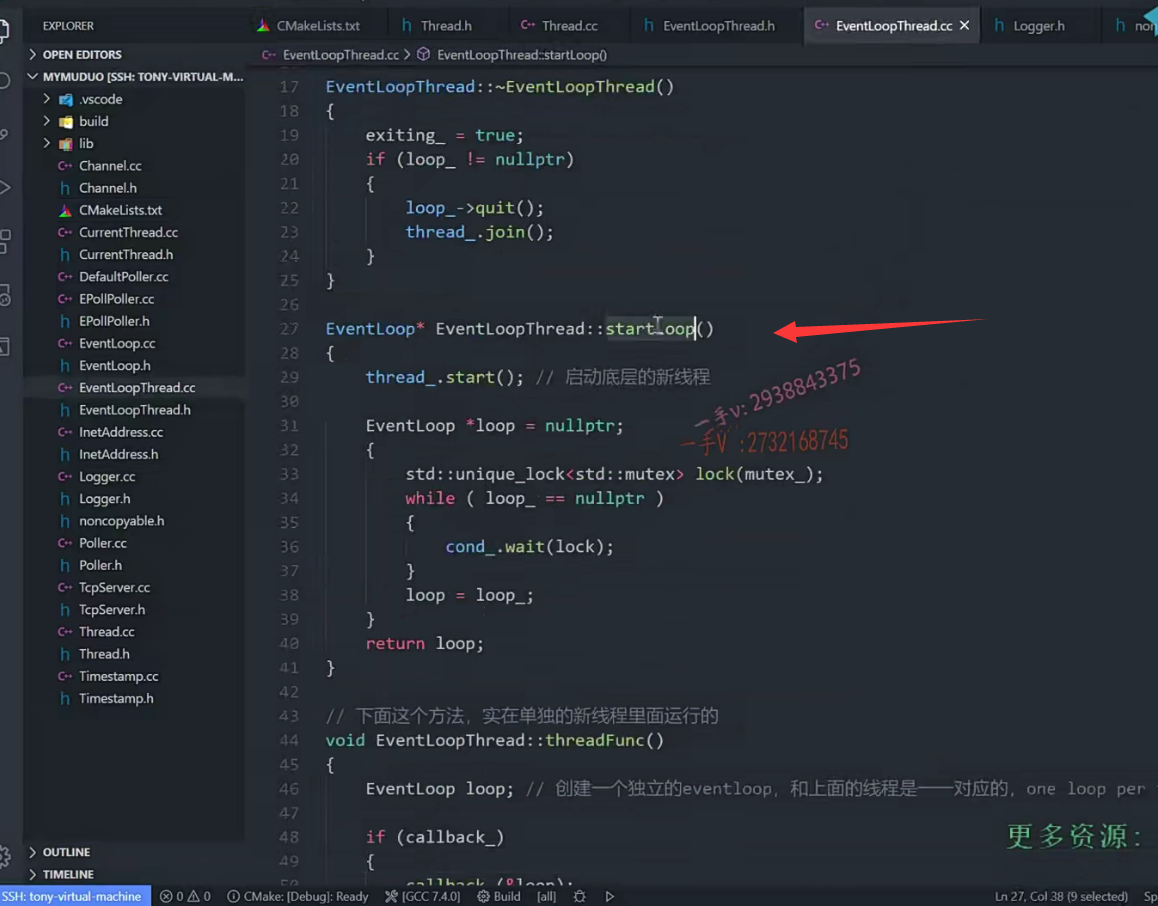 EXPLORER
CMakeLists.txt
Thread.h
Thread.cc
EventLoopThread.h
EventLoopThread.cc
Logger.h
OPEN EDITORS
EventLoopThread.cc > EventLoopThread::startLoop()
MYMUDUO [SSH: TONY-VIRTUAL-M...
.vscode
build
lib
Channel.cc
Channel.h
CMakeLists.txt
CurrentThread.cc
CurrentThread.h
DefaultPoller.cc
EPollPoller.cc
EPollPoller.h
EventLoop.cc
EventLoop.h
EventLoopThread.cc
EventLoopThread.h
InetAddress.cc
InetAddress.h
Logger.cc
Logger.h
noncopyable.h
Poller.cc
Poller.h
TcpServer.cc
TcpServer.h
Thread.cc
Thread.h
Timestamp.cc
Timestamp.h
OUTLINE
TIMELINE
17 EventLoopThread::~EventLoopThread()
18 {
19     exiting_ = true;
20     if (loop_ != nullptr)
21     {
22         loop_->quit();
23         thread_.join();
24     }
25 }
26
27 EventLoop* EventLoopThread::startLoop()
28 {
29     thread_.start(); // 启动底层的新线程
30
31     EventLoop *loop = nullptr;
32     {
33         std::unique_lock<std::mutex> lock(mutex_);
34         while ( loop_ == nullptr )
35         {
36             cond_.wait(lock);
37         }
38         loop = loop_;
39     }
40     return loop;
41 }
42
43 // 下面这个方法，实在单独的新线程里面运行的
44 void EventLoopThread::threadFunc()
45 {
46     EventLoop loop; // 创建一个独立的eventloop，和上面的线程是一一对应的，one loop per
47
48     if (callback_)
49     {
50         callback_(&loop);
一手v: 2938843375
一手V :2732168745
更多资源:
SSH: tony-virtual-machine
0 0
CMake: [Debug]: Ready
[GCC 7.4.0]
Build
[all]
Ln 27, Col 38 (9 selected)